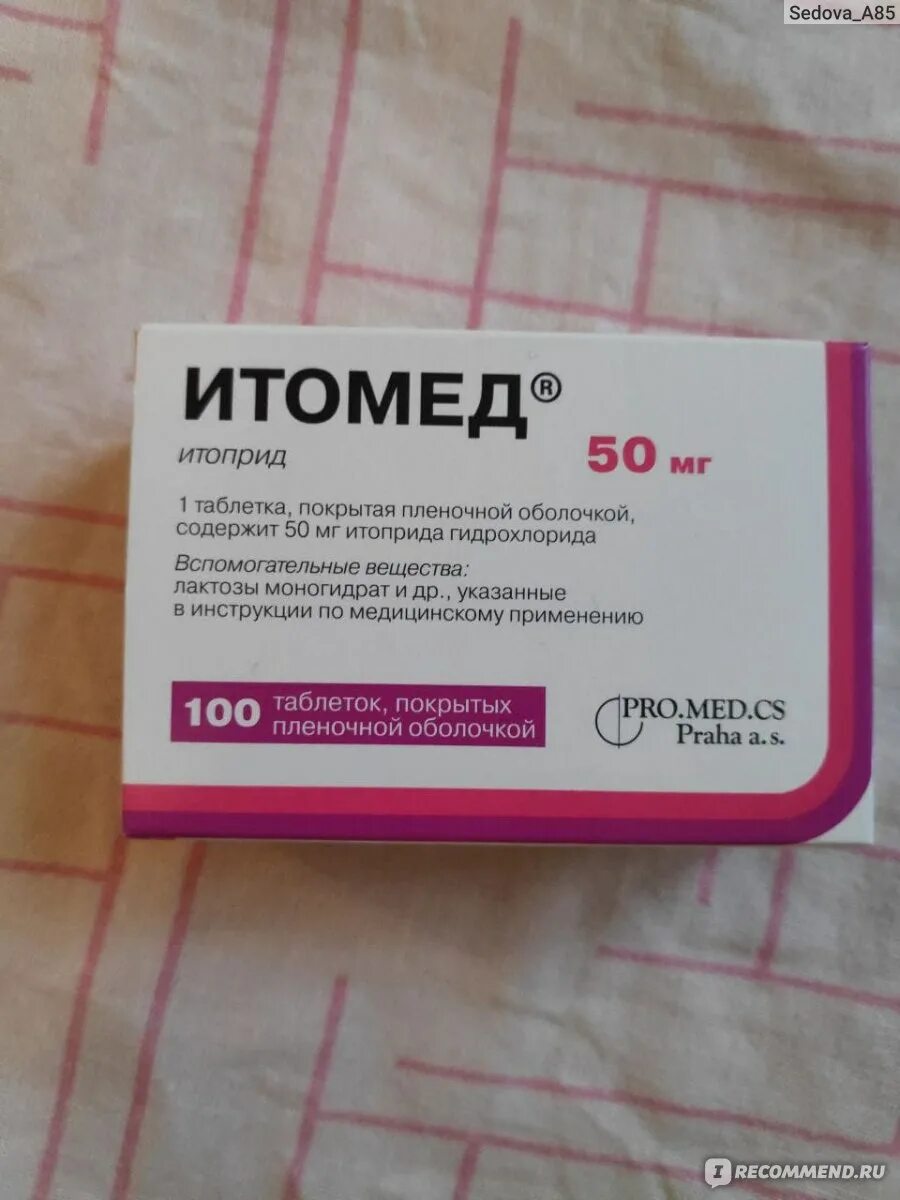 Sedova_A85
ИТОМЕД®
итоприд
50 мг
1 таблетка, покрытая пленочной оболочкой,
содержит 50 мг итоприда гидрохлорида
Вспомогательные вещества:
лактозы моногидрат и др., указанные
в инструкции по медицинскому применению
100 таблеток, покрытых
пленочной оболочкой
PRO.MED.CS
Praha a.s.
IRECOMMEND.RU